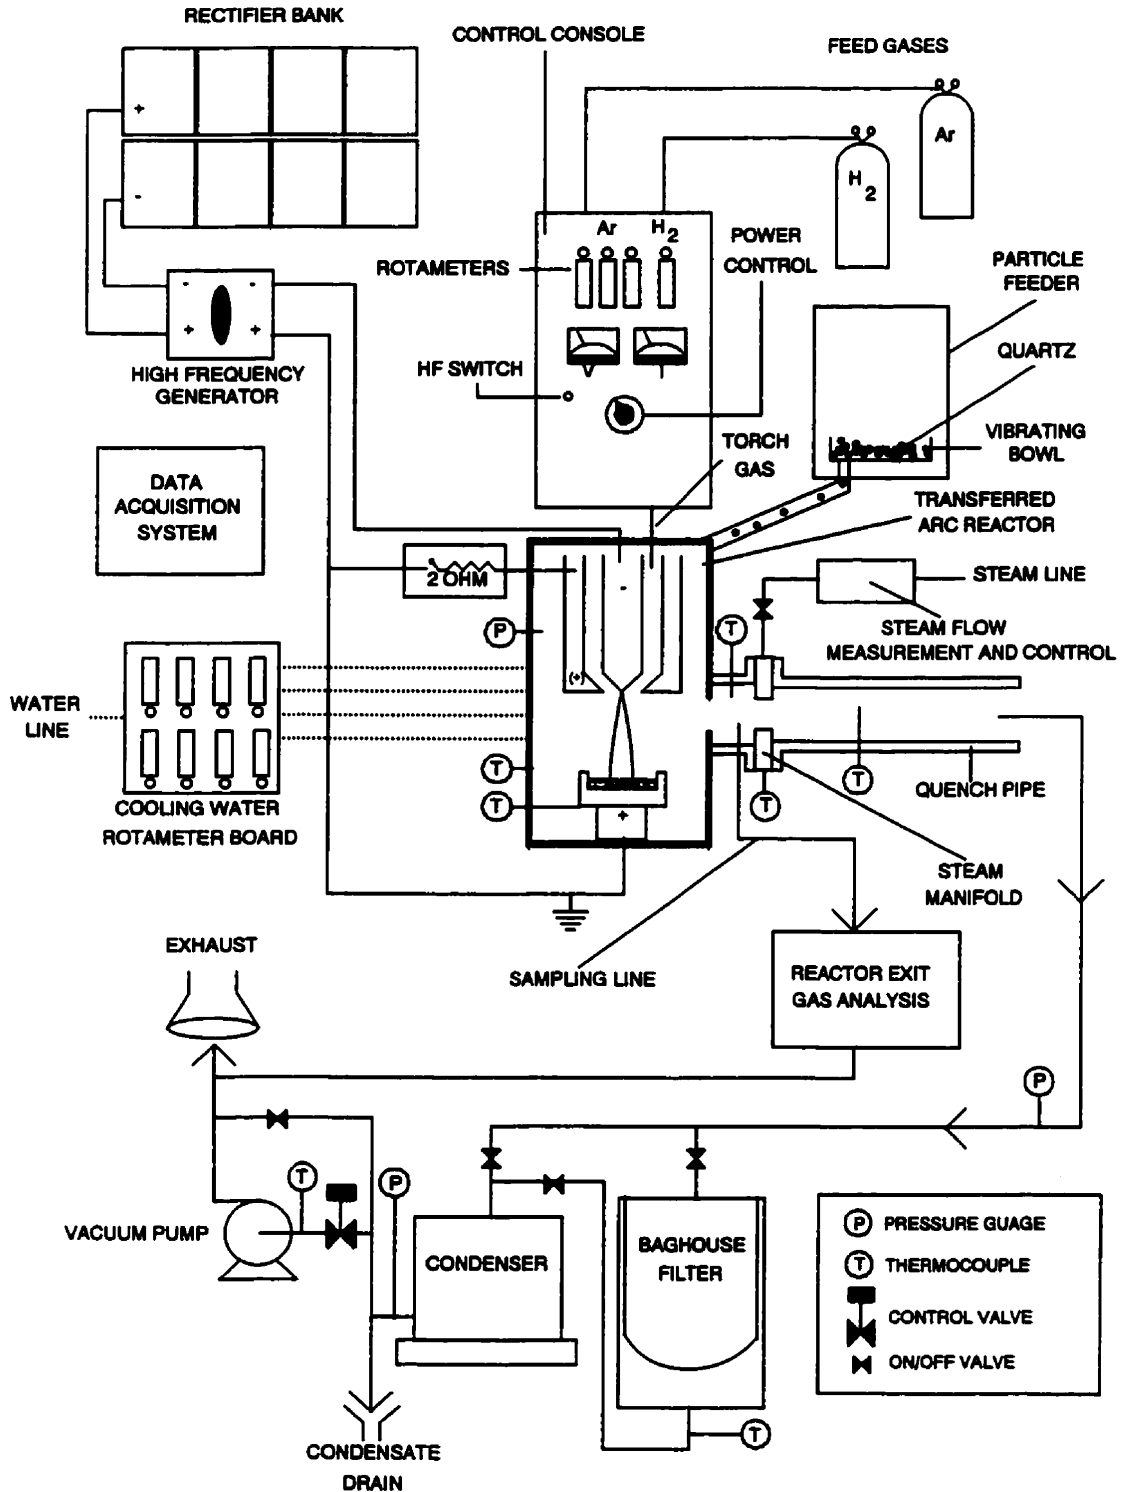 RECTIFIER BANK
CONTROL CONSOLE
FEED GASES
+
-
Ar
H2
Ar
H2
ROTAMETERS
POWER
CONTROL
PARTICLE
FEEDER
QUARTZ
- -
+ +
HIGH FREQUENCY
GENERATOR
HF SWITCH
VIBRATING
BOWL
TORCH
GAS
DATA
ACQUISITION
SYSTEM
TRANSFERRED
ARC REACTOR
2 OHM
STEAM LINE
-
P
T
STEAM FLOW
MEASUREMENT AND CONTROL
(+)
WATER
LINE
T
T
T
T
QUENCH PIPE
COOLING WATER
ROTAMETER BOARD
+
STEAM
MANIFOLD
EXHAUST
SAMPLING LINE
REACTOR EXIT
GAS ANALYSIS
P
T
P
VACUUM PUMP
CONDENSER
BAGHOUSE
FILTER
P PRESSURE GUAGE
T THERMOCOUPLE
CONTROL VALVE
ON/OFF VALVE
T
CONDENSATE
DRAIN